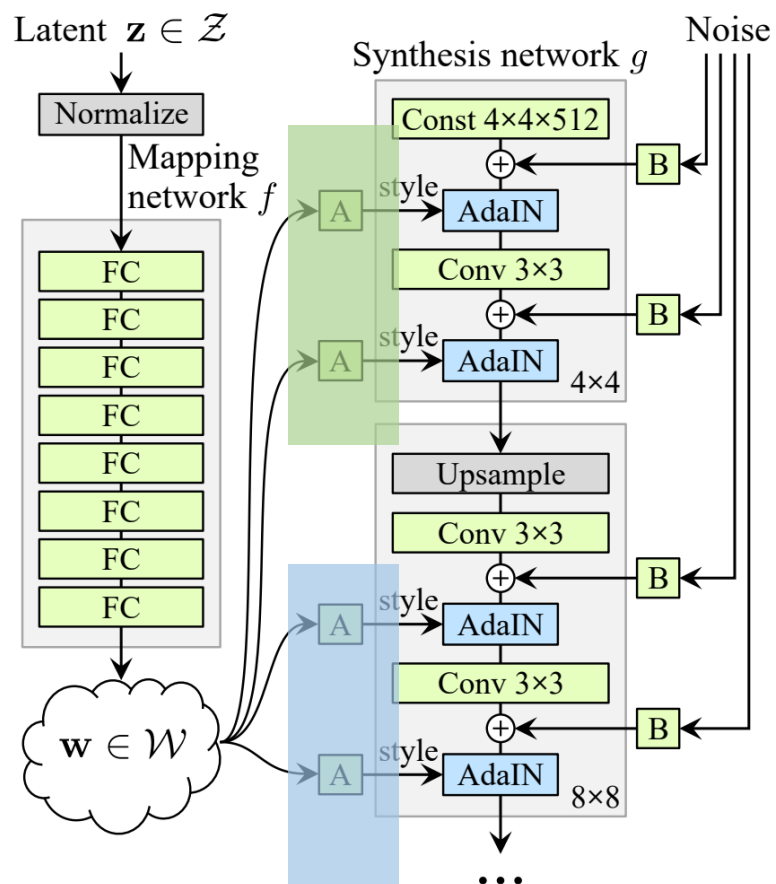 Latent z ∈ Z
Normalize
Mapping
network f
FC
FC
FC
FC
FC
FC
FC
FC
w ∈ W
Synthesis network g
Noise
Const 4×4×512
+
B
A
style
AdaIN
Conv 3×3
+
B
A
style
AdaIN
4×4
Upsample
Conv 3×3
+
B
A
style
AdaIN
Conv 3×3
+
B
A
style
AdaIN
8×8
...